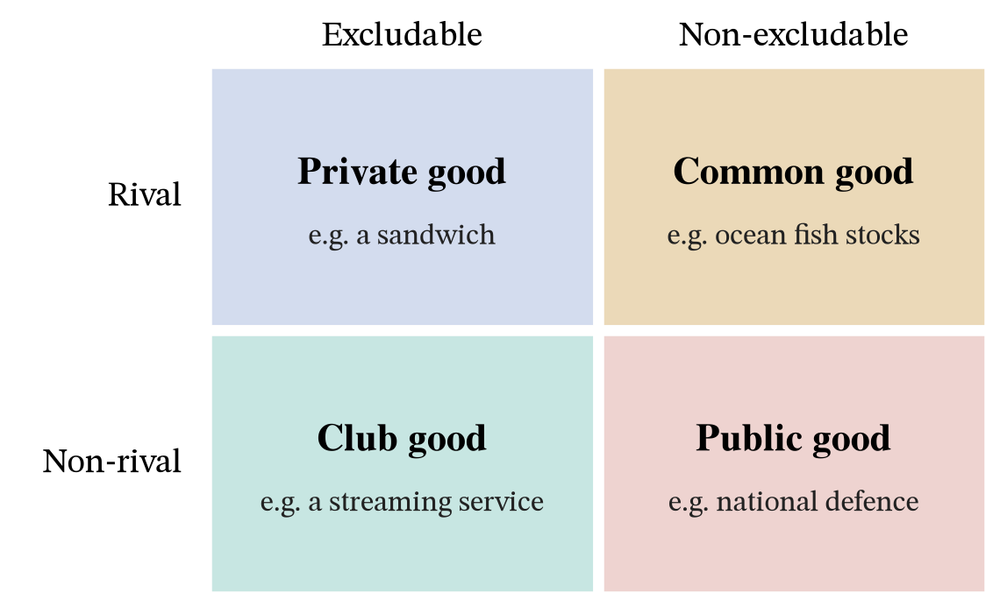 Excludable
Non-excludable
Rival
Private good
e.g. a sandwich
Common good
e.g. ocean fish stocks
Non-rival
Club good
e.g. a streaming service
Public good
e.g. national defence